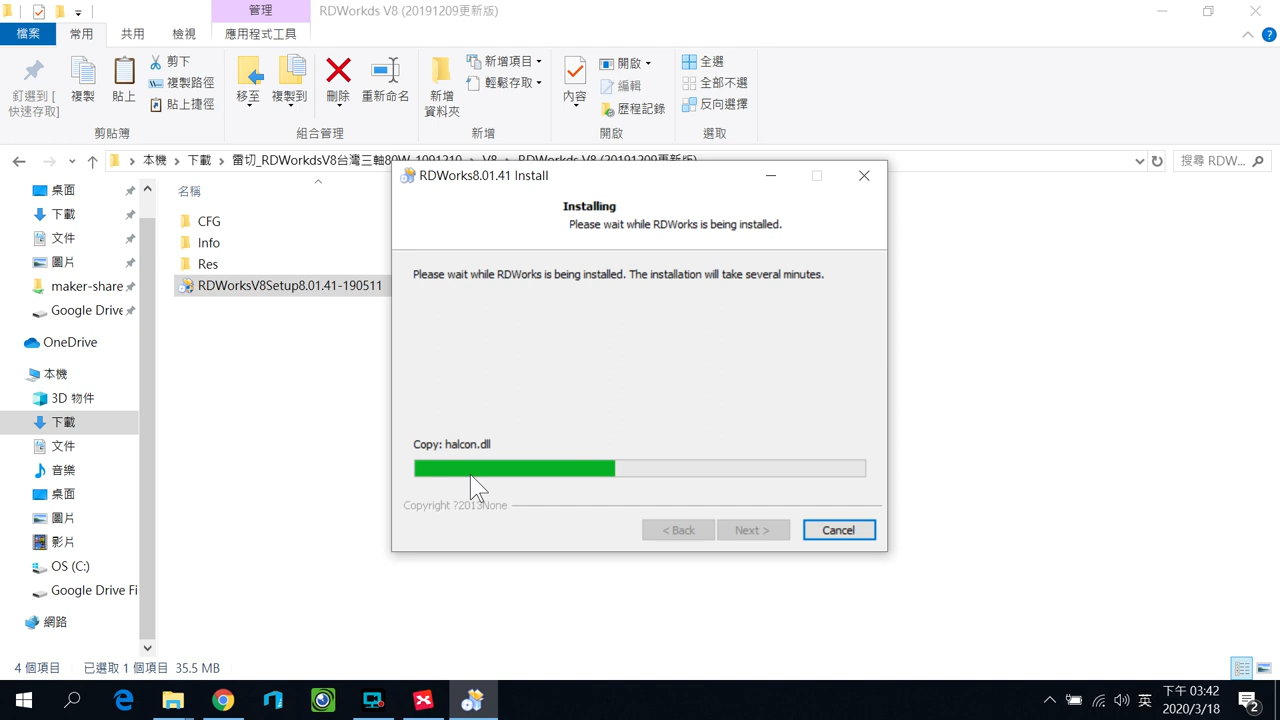 管理
RDWorkds V8 (20191209更新版)
檔案
常用
共用
檢視
應用程式工具
釘選到 [
快速存取]
複製
貼上
剪下
複製路徑
貼上捷徑
剪貼簿
移至
複製到
刪除
重新命名
組合管理
新增
資料夾
新增項目
輕鬆存取
新增
內容
開啟
編輯
歷程記錄
開啟
全選
全部不選
反向選擇
選取
本機 > 下載 > 雷切_RDWorkdsV8台灣三軸80W_1091210 > V8 > RDWorkds V8 (20191209更新版)
搜尋 RDW...
桌面
下載
文件
圖片
maker-share
Google Drive
OneDrive
本機
3D 物件
下載
文件
音樂
桌面
圖片
影片
OS (C:)
Google Drive Fi
網路
名稱
CFG
Info
Res
RDWorksV8Setup8.01.41-190511
RDWorks8.01.41 Install
Installing
Please wait while RDWorks is being installed.
Please wait while RDWorks is being installed. The installation will take several minutes.
Copy: halcon.dll
Copyright ?2013None
< Back
Next >
Cancel
4 個項目
已選取 1 個項目 35.5 MB
英
下午 03:42
2020/3/18
2